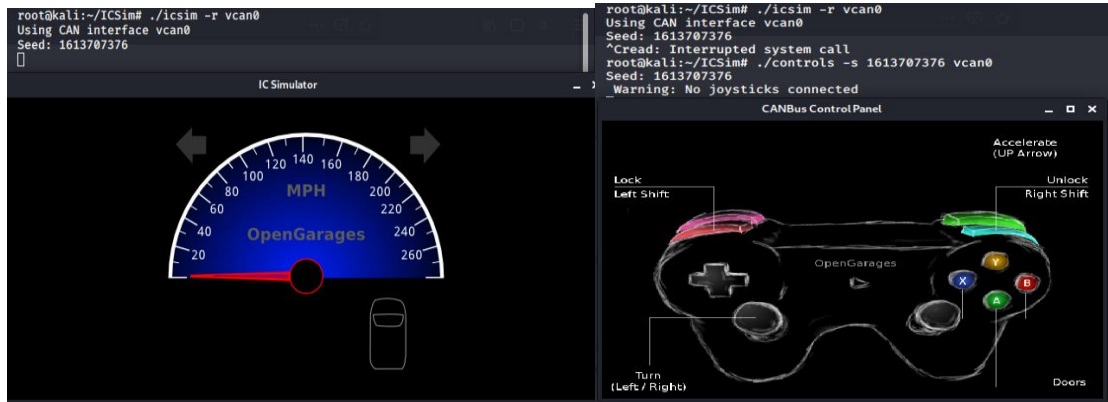 root@kali:~/ICSim# ./icsim -r vcan0
Using CAN interface vcan0
Seed: 1613707376
IC Simulator
20
40
60
80
100
120
140
160
180
200
220
240
260
MPH
OpenGarages
root@kali:~/ICSim# ./icsim -r vcan0
Using CAN interface vcan0
Seed: 1613707376
^Cread: Interrupted system call
root@kali:~/ICSim# ./controls -s 1613707376 vcan0
Seed: 1613707376
Warning: No joysticks connected
CANBus Control Panel
Accelerate
(UP Arrow)
Lock
Left Shift
Unlock
Right Shift
OpenGarages
Y
X
B
A
Turn
(Left / Right)
Doors